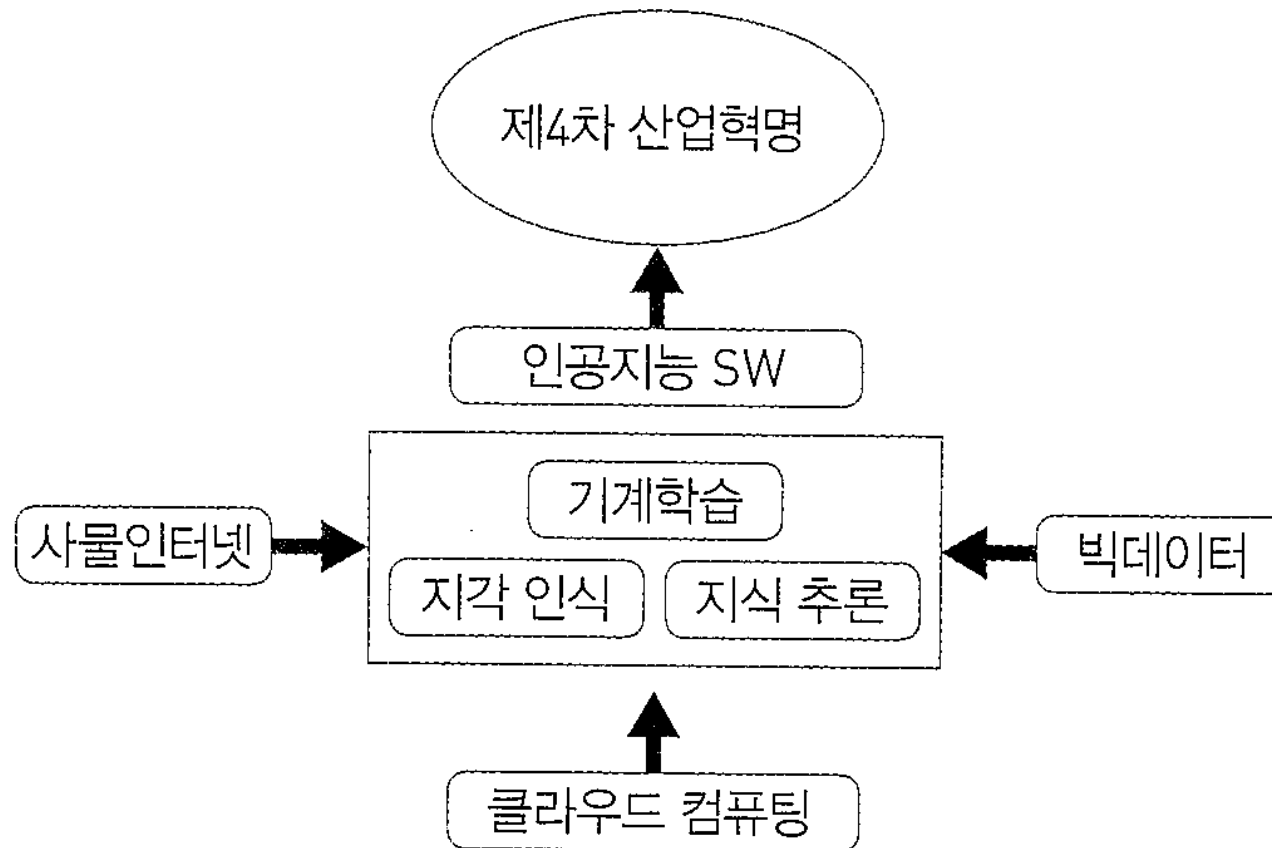 제4차 산업혁명
인공지능 SW
기계학습
사물인터넷
지각 인식
지식 추론
빅데이터
클라우드 컴퓨팅